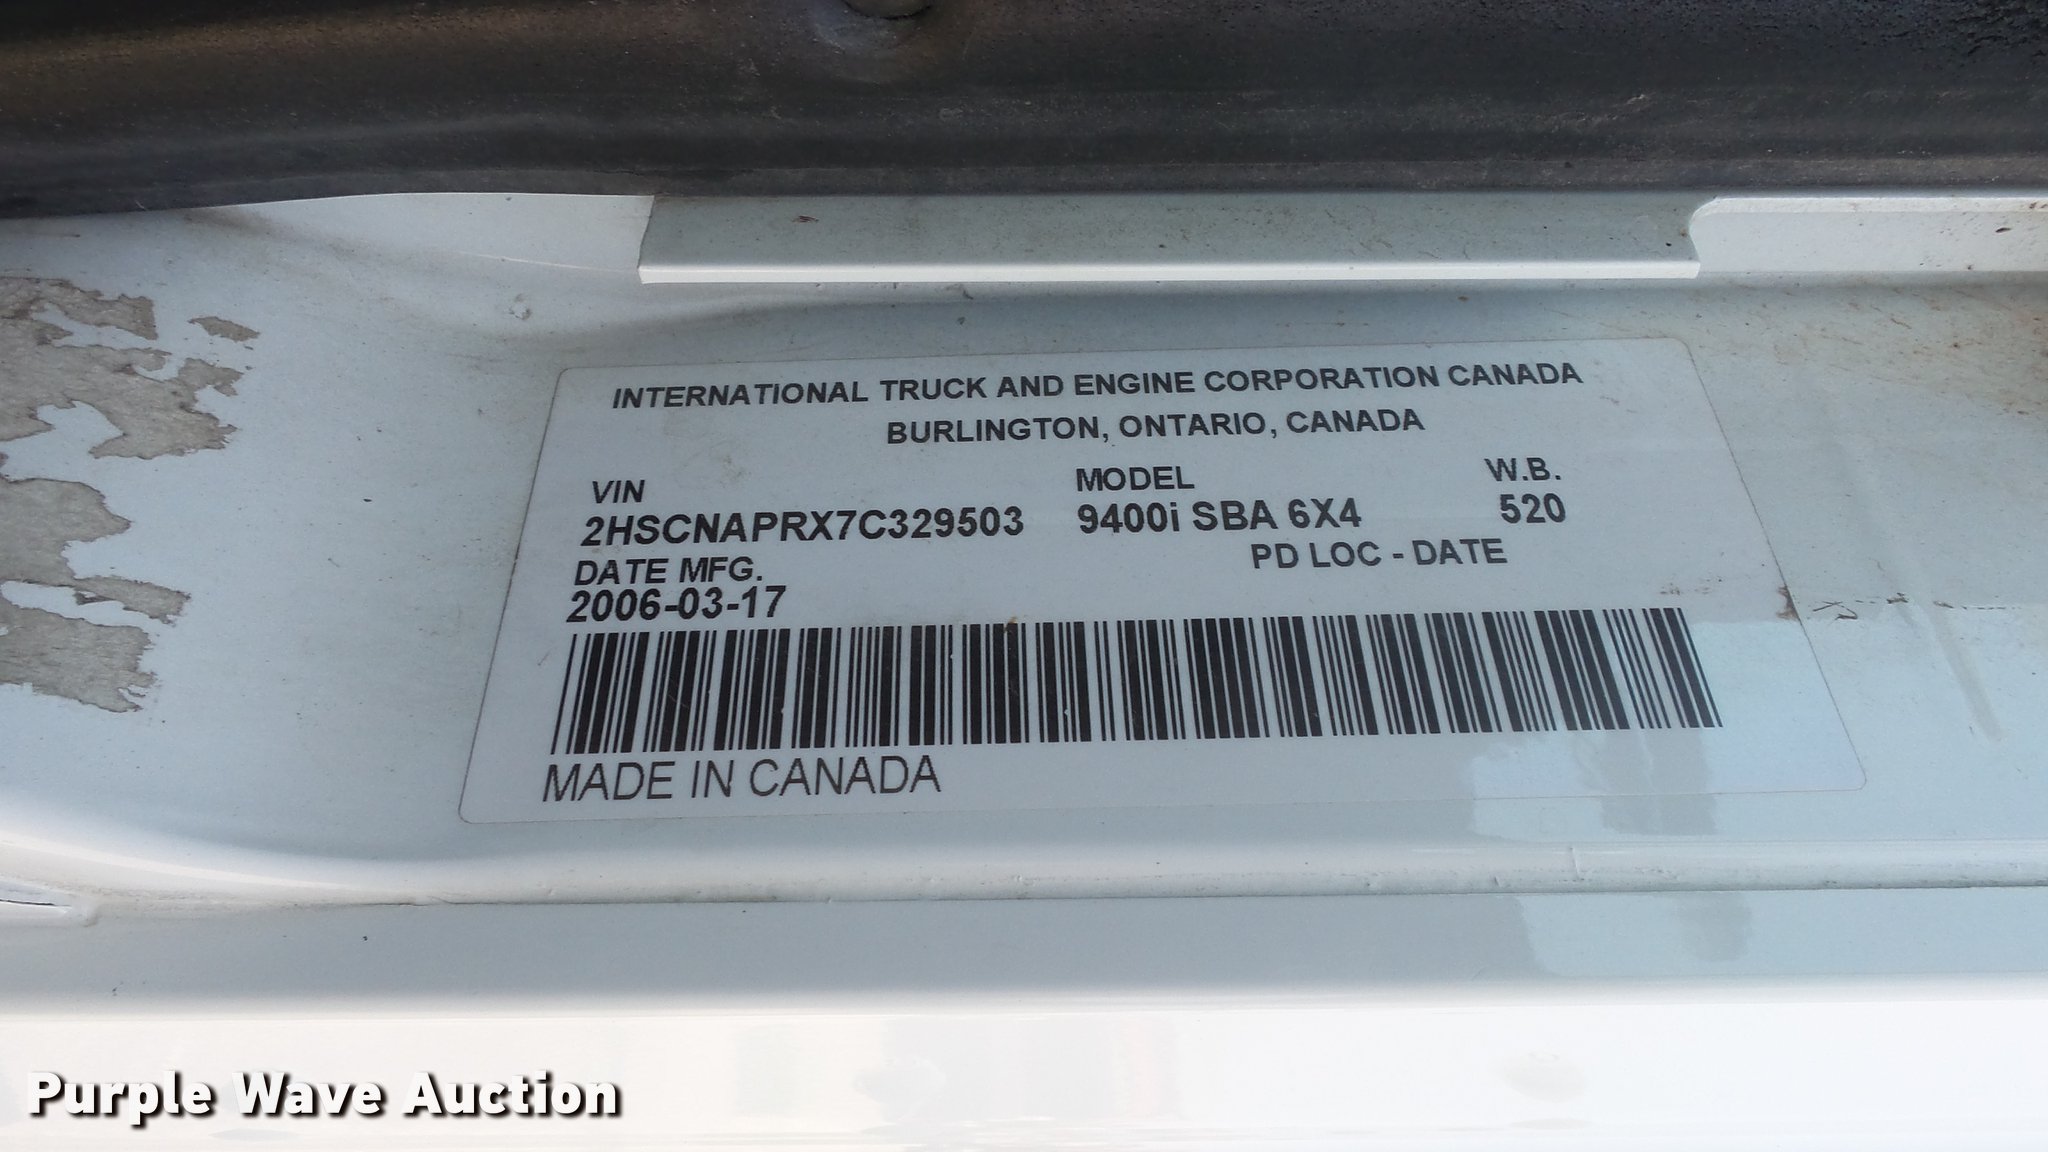 INTERNATIONAL TRUCK AND ENGINE CORPORATION CANADA
BURLINGTON, ONTARIO, CANADA
VIN MODEL W.B.
2HSCNAPRX7C329503 9400i SBA 6X4 520
DATE MFG. PD LOC - DATE
2006-03-17
MADE IN CANADA
Purple Wave Auction